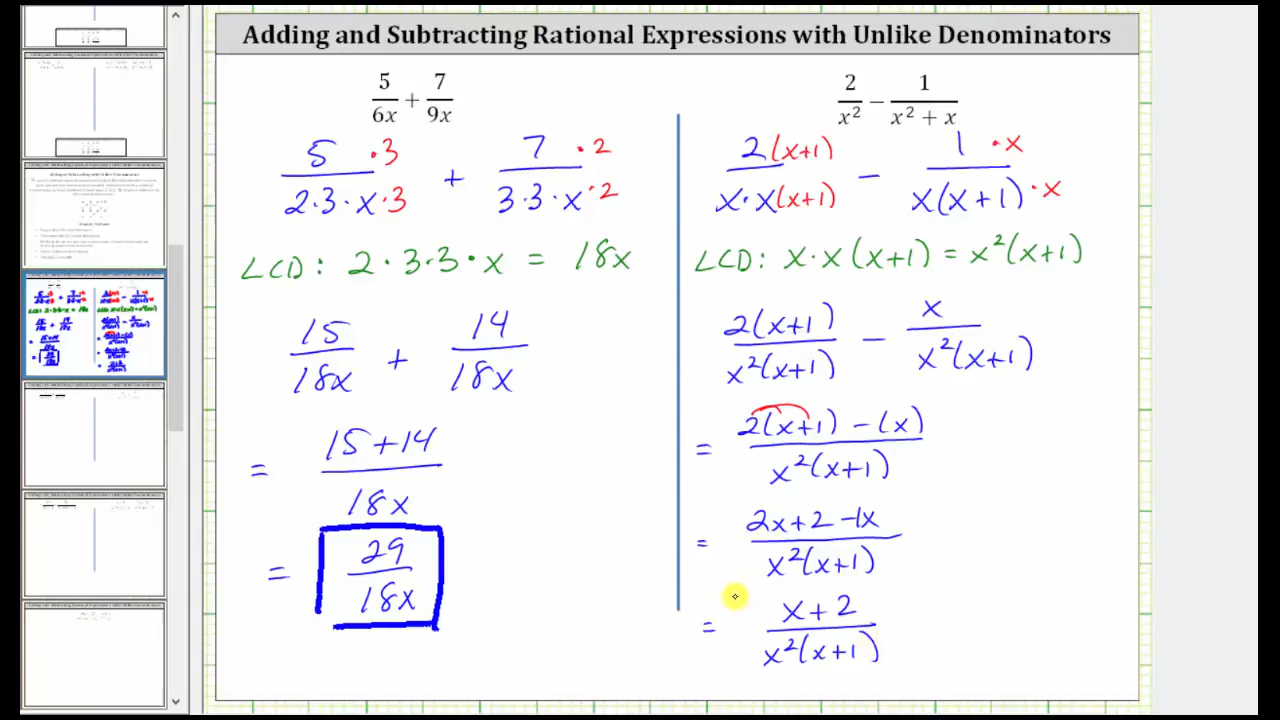 Adding and Subtracting Rational Expressions with Unlike Denominators
5/6x + 7/9x
5·3/2·3·x·3 + 7·2/3·3·x·2
LCD: 2·3·3·x = 18x
15/18x + 14/18x
= 15+14/18x
= 29/18x
2/x² − 1/x² + x
2(x+1)/x·x(x+1) − 1·x/x(x+1)·x
LCD: x·x(x+1) = x²(x+1)
2(x+1)/x²(x+1) − x/x²(x+1)
= 2(x+1) − (x)/x²(x+1)
= 2x+2 −1x/x²(x+1)
= x+2/x²(x+1)